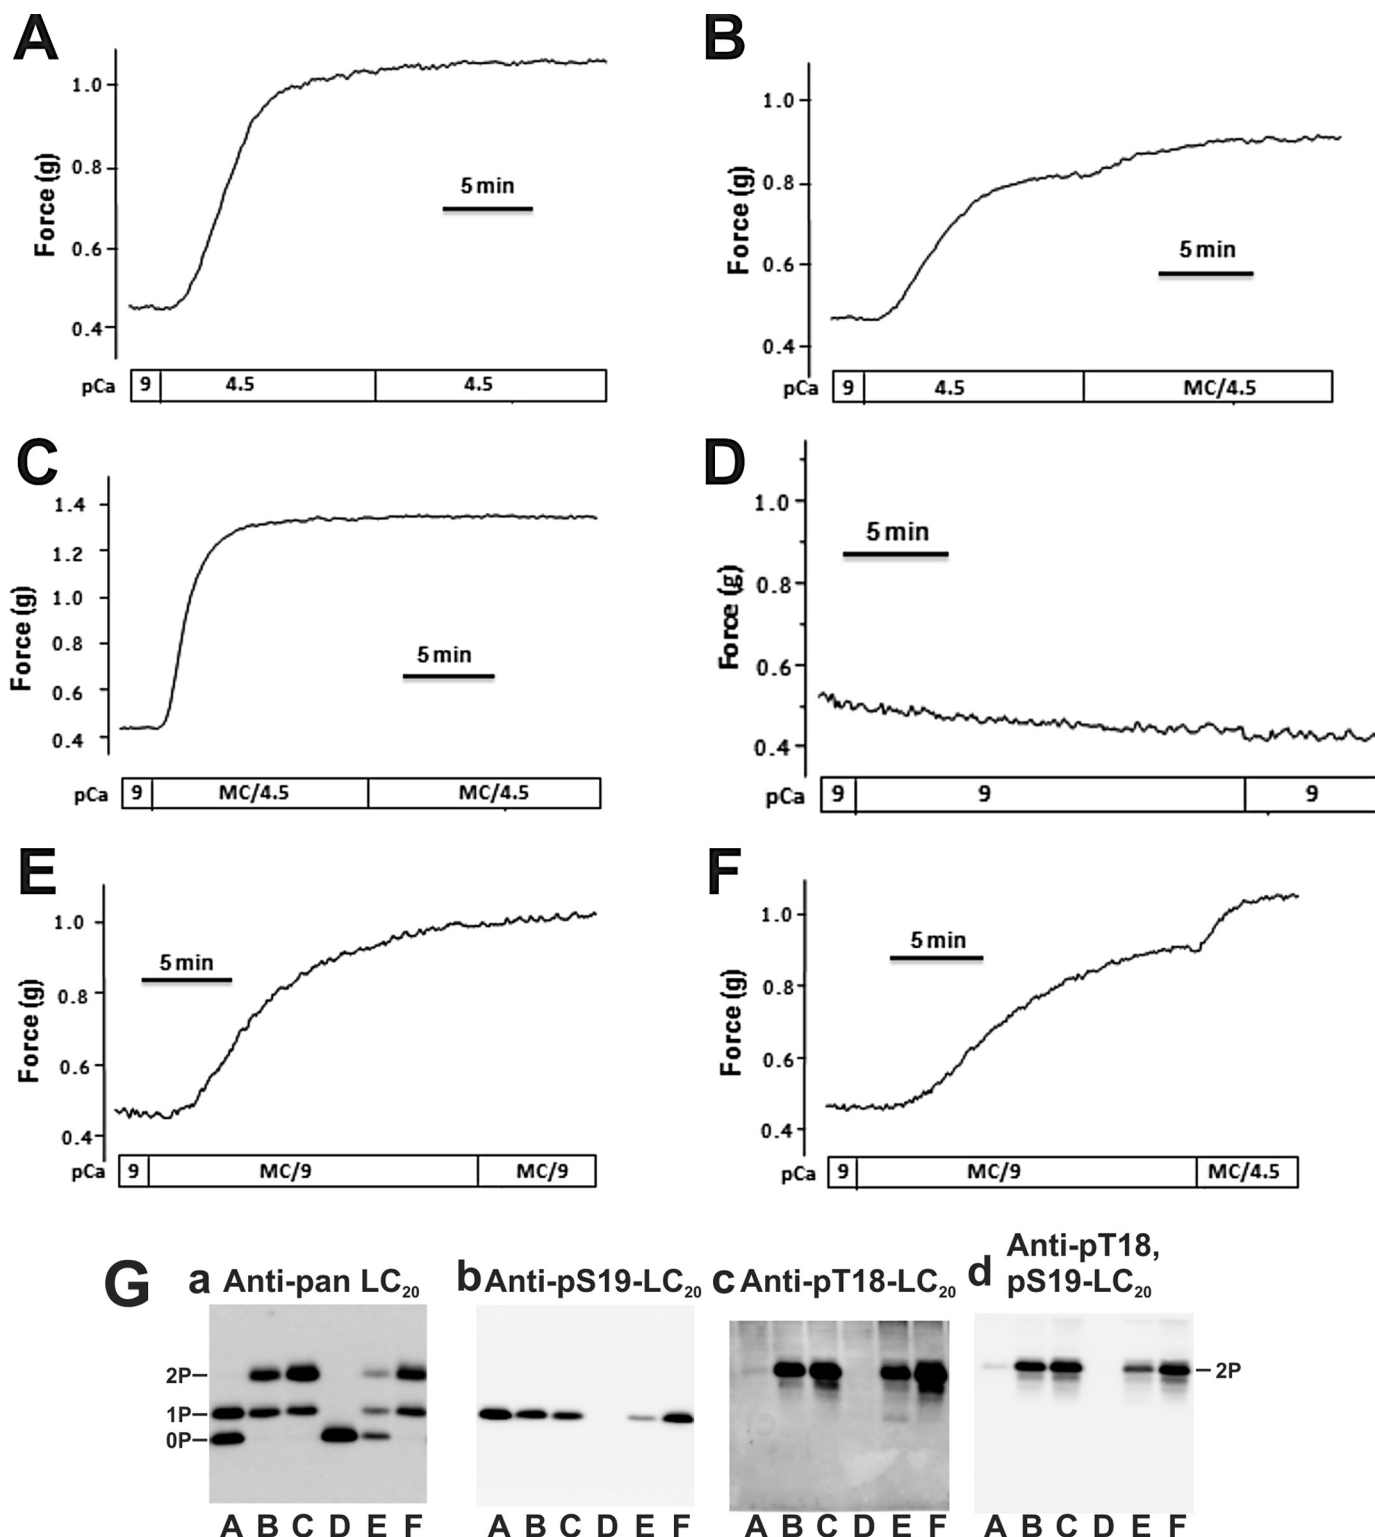 A
Force (g)
1.0
0.8
0.6
0.4
5 min
pCa 9 4.5 4.5
B
Force (g)
1.0
0.8
0.6
0.4
5 min
pCa 9 4.5 MC/4.5
C
Force (g)
1.4
1.2
1.0
0.8
0.6
0.4
5 min
pCa 9 MC/4.5 MC/4.5
D
Force (g)
1.0
0.8
0.6
0.4
5 min
pCa 9 9 9
E
Force (g)
1.0
0.8
0.6
0.4
5 min
pCa 9 MC/9 MC/9
F
Force (g)
1.0
0.8
0.6
0.4
5 min
pCa 9 MC/9 MC/4.5
G
a Anti-pan LC20
2P
1P
0P
A B C D E F
b Anti-pS19-LC20
A B C D E F
c Anti-pT18-LC20
A B C D E F
d Anti-pT18,
pS19-LC20
2P
A B C D E F